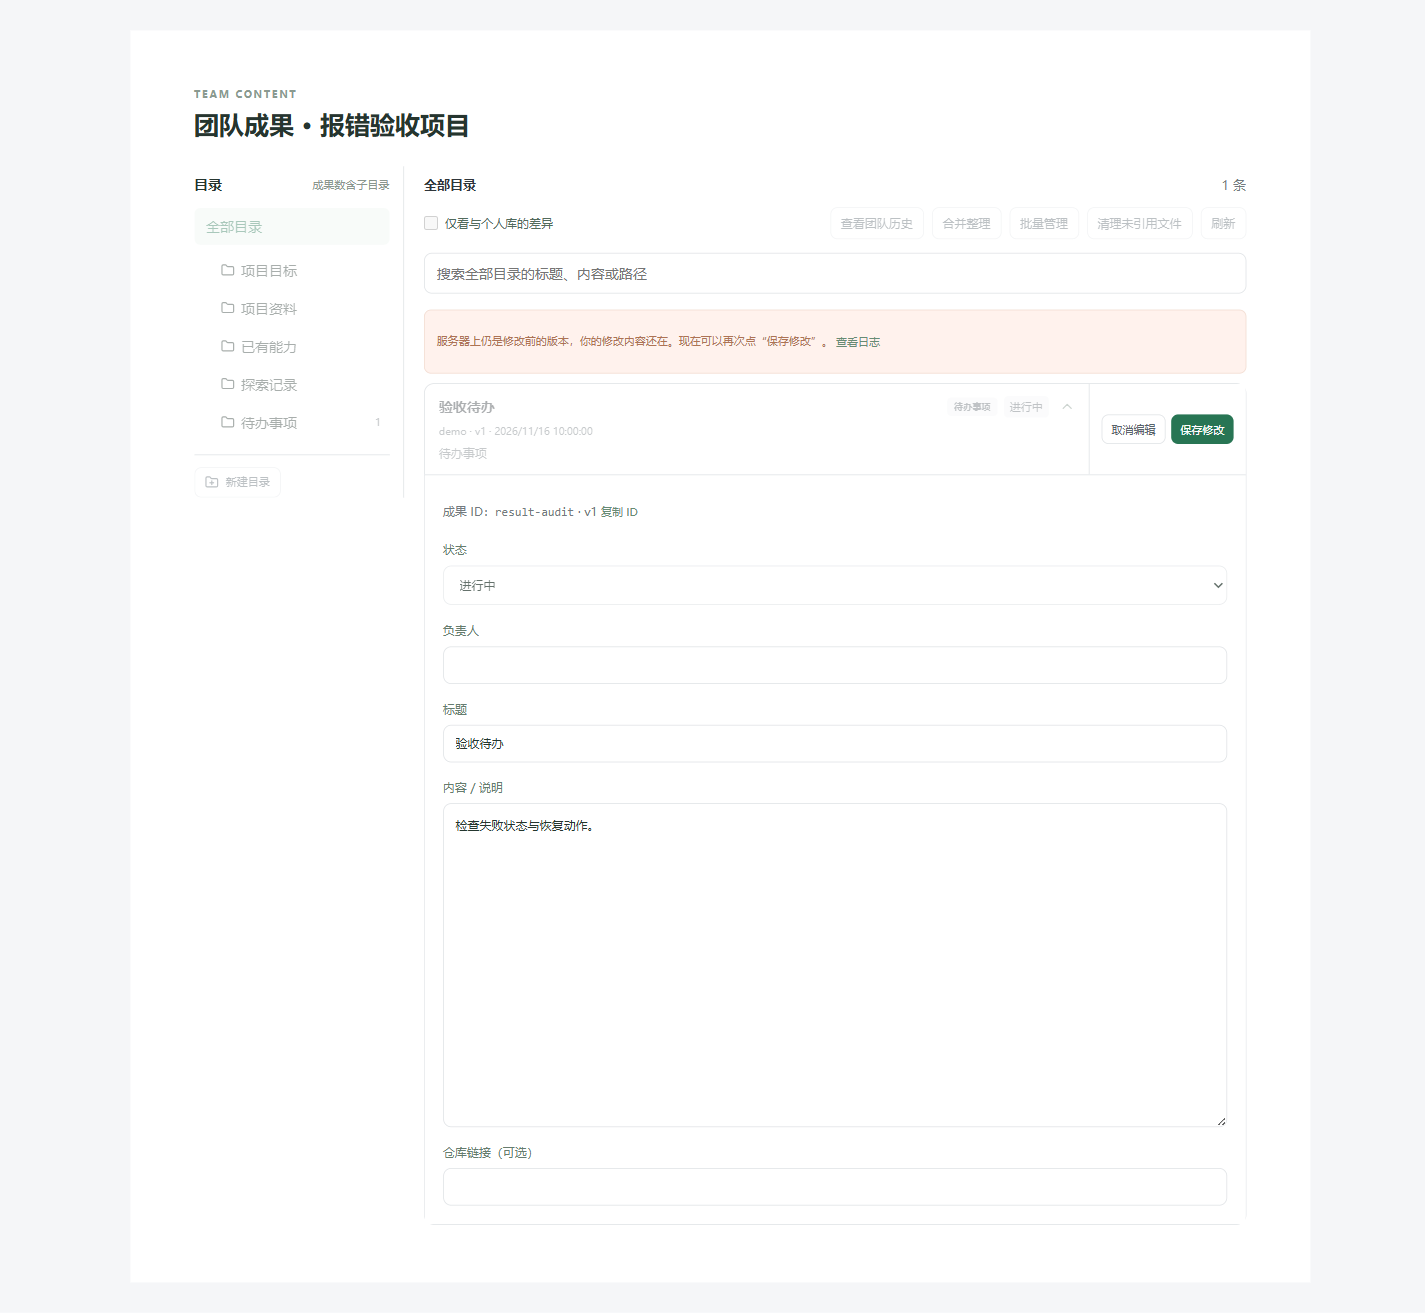 TEAM CONTENT
团队成果・报错验收项目
目录
成果数含子目录
全部目录
项目目标
项目资料
已有能力
探索记录
待办事项 1
新建目录
全部目录
1 条
仅看与个人库的差异
查看团队历史
合并整理
批量管理
清理未引用文件
刷新
搜索全部目录的标题、内容或路径
服务器上仍是修改前的版本，你的修改内容还在。现在可以再次点“保存修改”。 查看日志
验收待办
待办事项
进行中
demo · v1 · 2026/11/16 10:00:00
待办事项
取消编辑
保存修改
成果 ID：result-audit · v1 复制 ID
状态
进行中
负责人
标题
验收待办
内容 / 说明
检查失败状态与恢复动作。
仓库链接（可选）